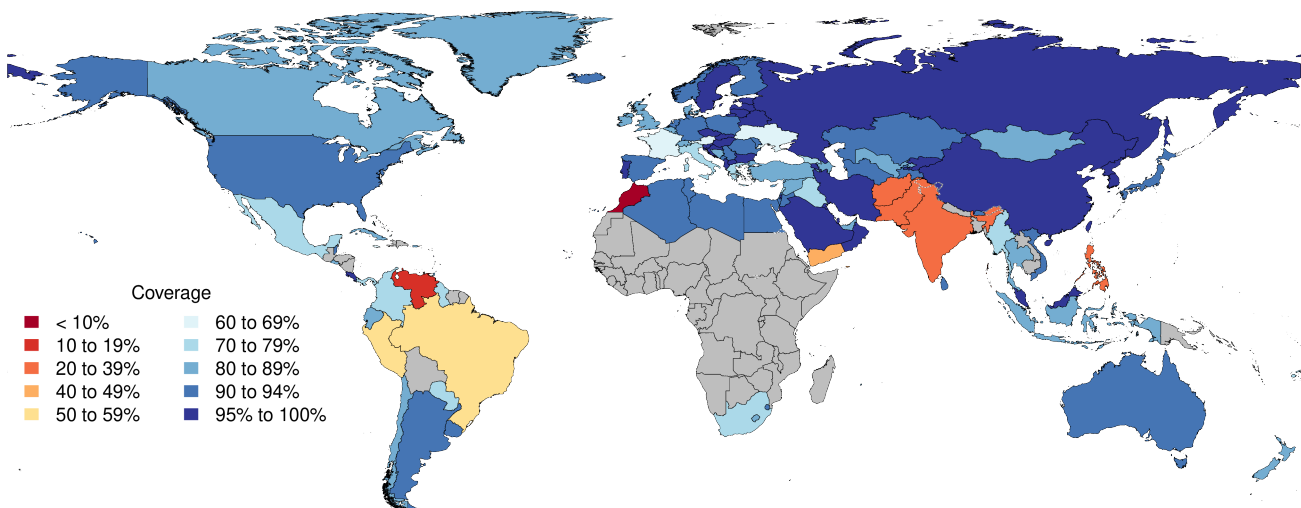 Coverage
< 10%
10 to 19%
20 to 39%
40 to 49%
50 to 59%
60 to 69%
70 to 79%
80 to 89%
90 to 94%
95% to 100%